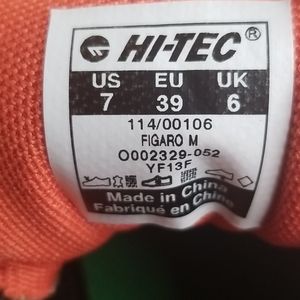 HI-TEC®
US EU UK
7 39 6
114/00106
FIGARO M
O002329-052
YF13F
Made in China
Fabriqué en Chine